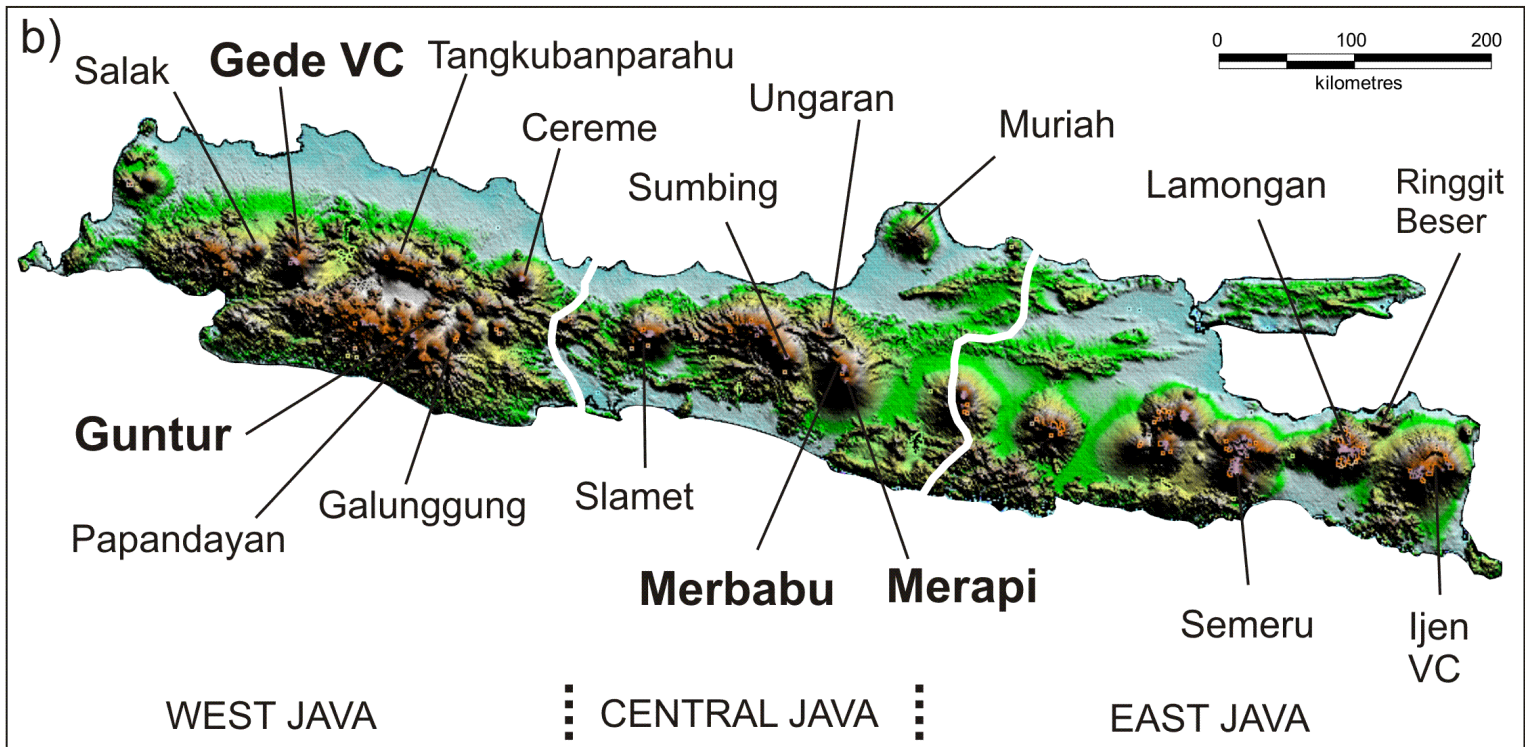 b)
0 100 200
kilometres
Salak
Gede VC
Tangkubanparahu
Cereme
Ungaran
Muriah
Sumbing
Lamongan
Ringgit
Beser
Guntur
Papandayan
Galunggung
Slamet
Merbabu
Merapi
Semeru
Ijen
VC
WEST JAVA
CENTRAL JAVA
EAST JAVA